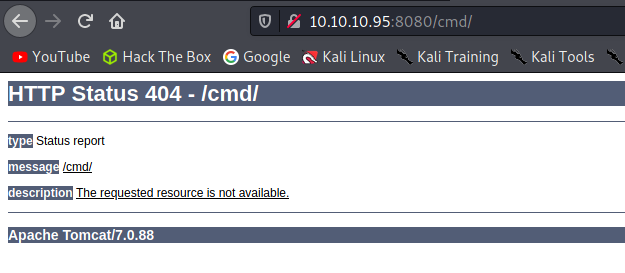 10.10.10.95:8080/cmd/
YouTube Hack The Box Google Kali Linux Kali Training Kali Tools
HTTP Status 404 - /cmd/
type Status report
message /cmd/
description The requested resource is not available.
Apache Tomcat/7.0.88